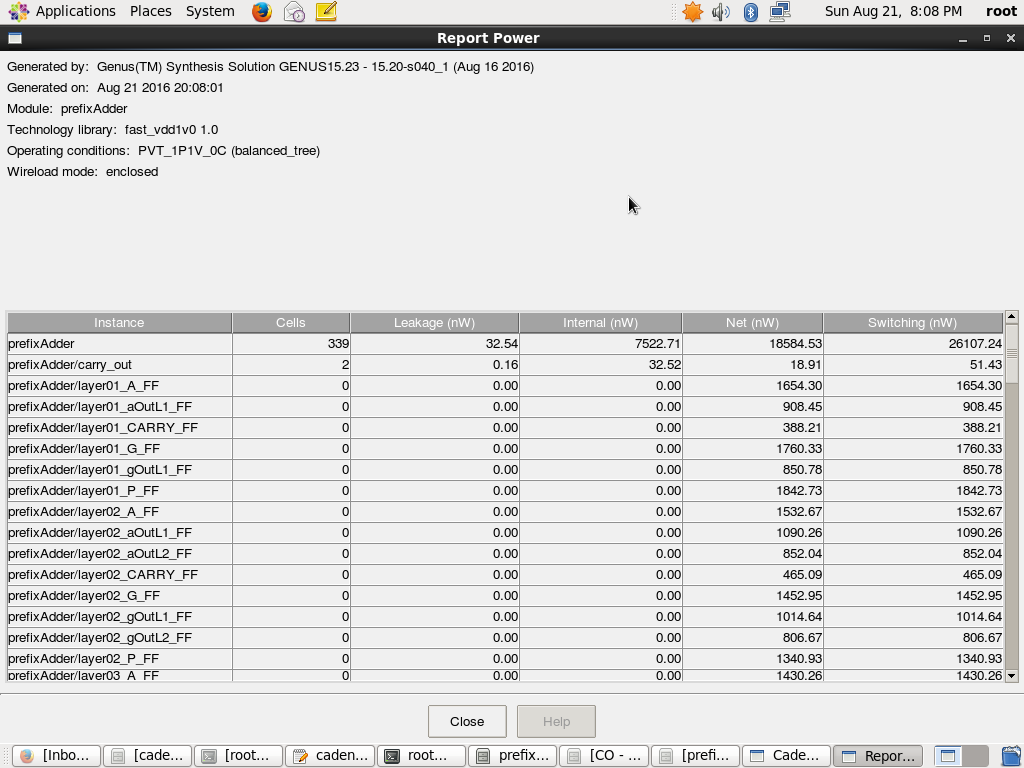 Applications Places System Sun Aug 21, 8:08 PM root
Report Power
Generated by: Genus(TM) Synthesis Solution GENUS15.23 - 15.20-s040_1 (Aug 16 2016)
Generated on: Aug 21 2016 20:08:01
Module: prefixAdder
Technology library: fast_vdd1v0 1.0
Operating conditions: PVT_1P1V_0C (balanced_tree)
Wireload mode: enclosed
Instance Cells Leakage (nW) Internal (nW) Net (nW) Switching (nW)
prefixAdder 339 32.54 7522.71 18584.53 26107.24
prefixAdder/carry_out 2 0.16 32.52 18.91 51.43
prefixAdder/layer01_A_FF 0 0.00 0.00 1654.30 1654.30
prefixAdder/layer01_aOutL1_FF 0 0.00 0.00 908.45 908.45
prefixAdder/layer01_CARRY_FF 0 0.00 0.00 388.21 388.21
prefixAdder/layer01_G_FF 0 0.00 0.00 1760.33 1760.33
prefixAdder/layer01_gOutL1_FF 0 0.00 0.00 850.78 850.78
prefixAdder/layer01_P_FF 0 0.00 0.00 1842.73 1842.73
prefixAdder/layer02_A_FF 0 0.00 0.00 1532.67 1532.67
prefixAdder/layer02_aOutL1_FF 0 0.00 0.00 1090.26 1090.26
prefixAdder/layer02_aOutL2_FF 0 0.00 0.00 852.04 852.04
prefixAdder/layer02_CARRY_FF 0 0.00 0.00 465.09 465.09
prefixAdder/layer02_G_FF 0 0.00 0.00 1452.95 1452.95
prefixAdder/layer02_gOutL1_FF 0 0.00 0.00 1014.64 1014.64
prefixAdder/layer02_gOutL2_FF 0 0.00 0.00 806.67 806.67
prefixAdder/layer02_P_FF 0 0.00 0.00 1340.93 1340.93
prefixAdder/layer03_A_FF 0 0.00 0.00 1430.26 1430.26
Close Help
[Inbo... [cade... [root... caden... root... prefix... [CO - ... [prefi... Cade... Repor...